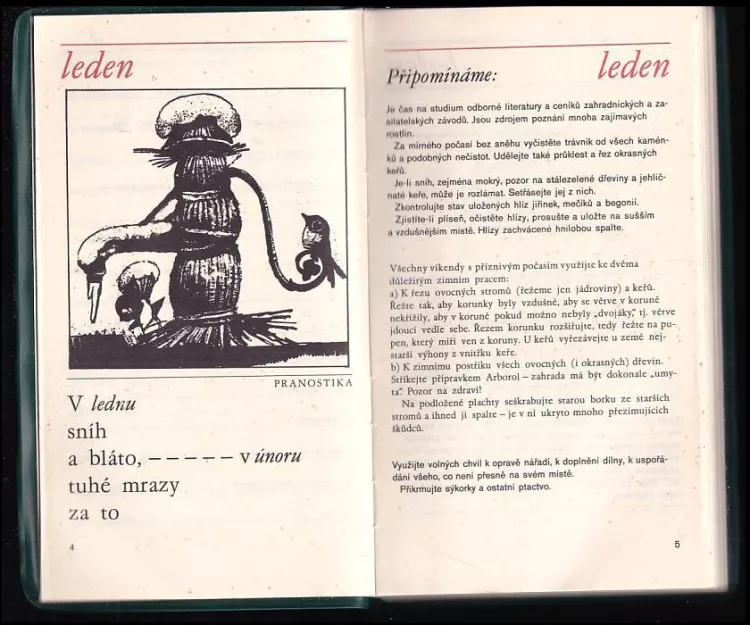 leden
PRANOSTIKA
V lednu
sníh
a bláto, – – – – – v únoru
tuhé mrazy
za to
4
Připomínáme:
leden
Je čas na studium odborné literatury a ceníků zahradnických a za-
silatelských závodů. Jsou zdrojem poznání mnoha zajímavých
rostlin.
Za mírného počasí bez sněhu vyčistěte trávník od všech kamén-
ků a podobných nečistot. Udělejte také průklest a řez okrasných
keřů.
Je-li sníh, zejména mokrý, pozor na stálezelené dřeviny a jehlič-
naté keře, může je rozlámat. Setřásejte jej z nich.
Zkontrolujte stav uložených hlíz jiřinek, mečíků a begonií.
Zjistíte-li plíseň, očistěte hlízy, prosušte a uložte na sušším
a vzdušnějším místě. Hlízy zachvácené hnilobou spalte.
Všechny víkendy s příznivým počasím využijte ke dvěma
důležitým zimním pracem:
a) K řezu ovocných stromů (řežeme jen jádroviny) a keřů.
Řežte tak, aby korunky byly vzdušné, aby se větve v koruně
nekřížily, aby v koruně pokud možno nebyly „dvojáky,“ tj. větve
jdoucí vedle sebe. Řezem korunku rozšiřujte, tedy řežte na pu-
pen, který míří ven z koruny. U keřů vyřezávejte u země nej-
starší výhony z vnitřku keře.
b) K zimnímu postřiku všech ovocných (i okrasných) dřevin.
Stříkejte přípravkem Arborol – zahrada má být dokonale „umy-
ta“. Pozor na zdraví!
Na podložené plachty seškrabujte starou borku ze starších
stromů a ihned ji spalte – je v ní ukryto mnoho přezimujících
škůdců.
Využijte volných chvil k opravě nářadí, k doplnění dílny, k uspořá-
dání všeho, co není přesně na svém místě.
Přikrmujte sýkorky a ostatní ptactvo.
5